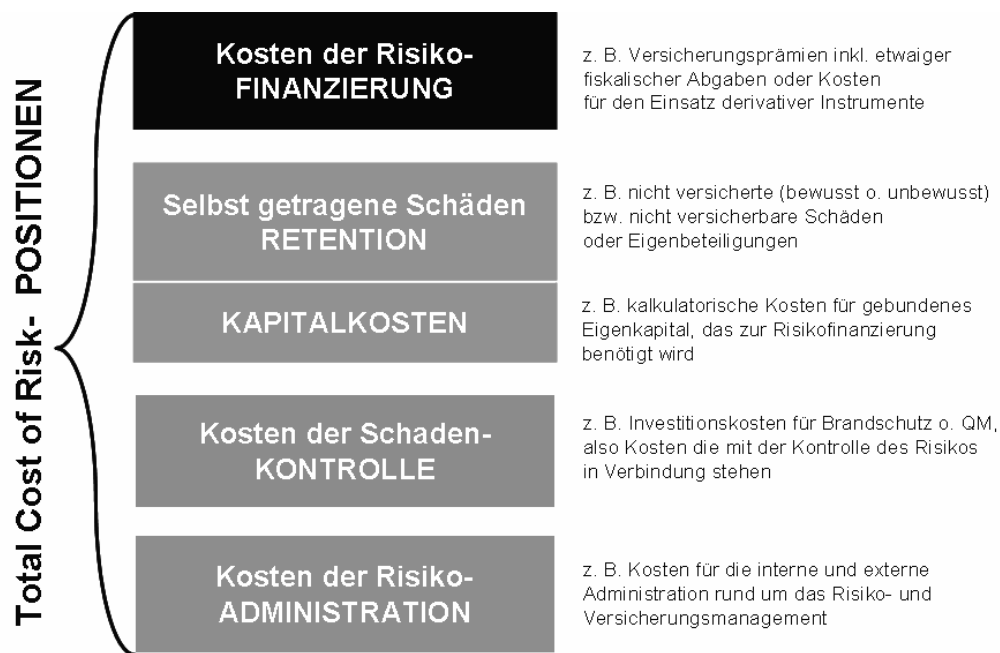 Total Cost of Risk- POSITIONEN
Kosten der Risiko-
FINANZIERUNG
z. B. Versicherungsprämien inkl. etwaiger
fiskalischer Abgaben oder Kosten
für den Einsatz derivativer Instrumente
Selbst getragene Schäden
RETENTION
z. B. nicht versicherte (bewusst o. unbewusst)
bzw. nicht versicherbare Schäden
oder Eigenbeteiligungen
KAPITALKOSTEN
z. B. kalkulatorische Kosten für gebundenes
Eigenkapital, das zur Risikofinanzierung
benötigt wird
Kosten der Schaden-
KONTROLLE
z. B. Investitionskosten für Brandschutz o. QM,
also Kosten die mit der Kontrolle des Risikos
in Verbindung stehen
Kosten der Risiko-
ADMINISTRATION
z. B. Kosten für die interne und externe
Administration rund um das Risiko- und
Versicherungsmanagement